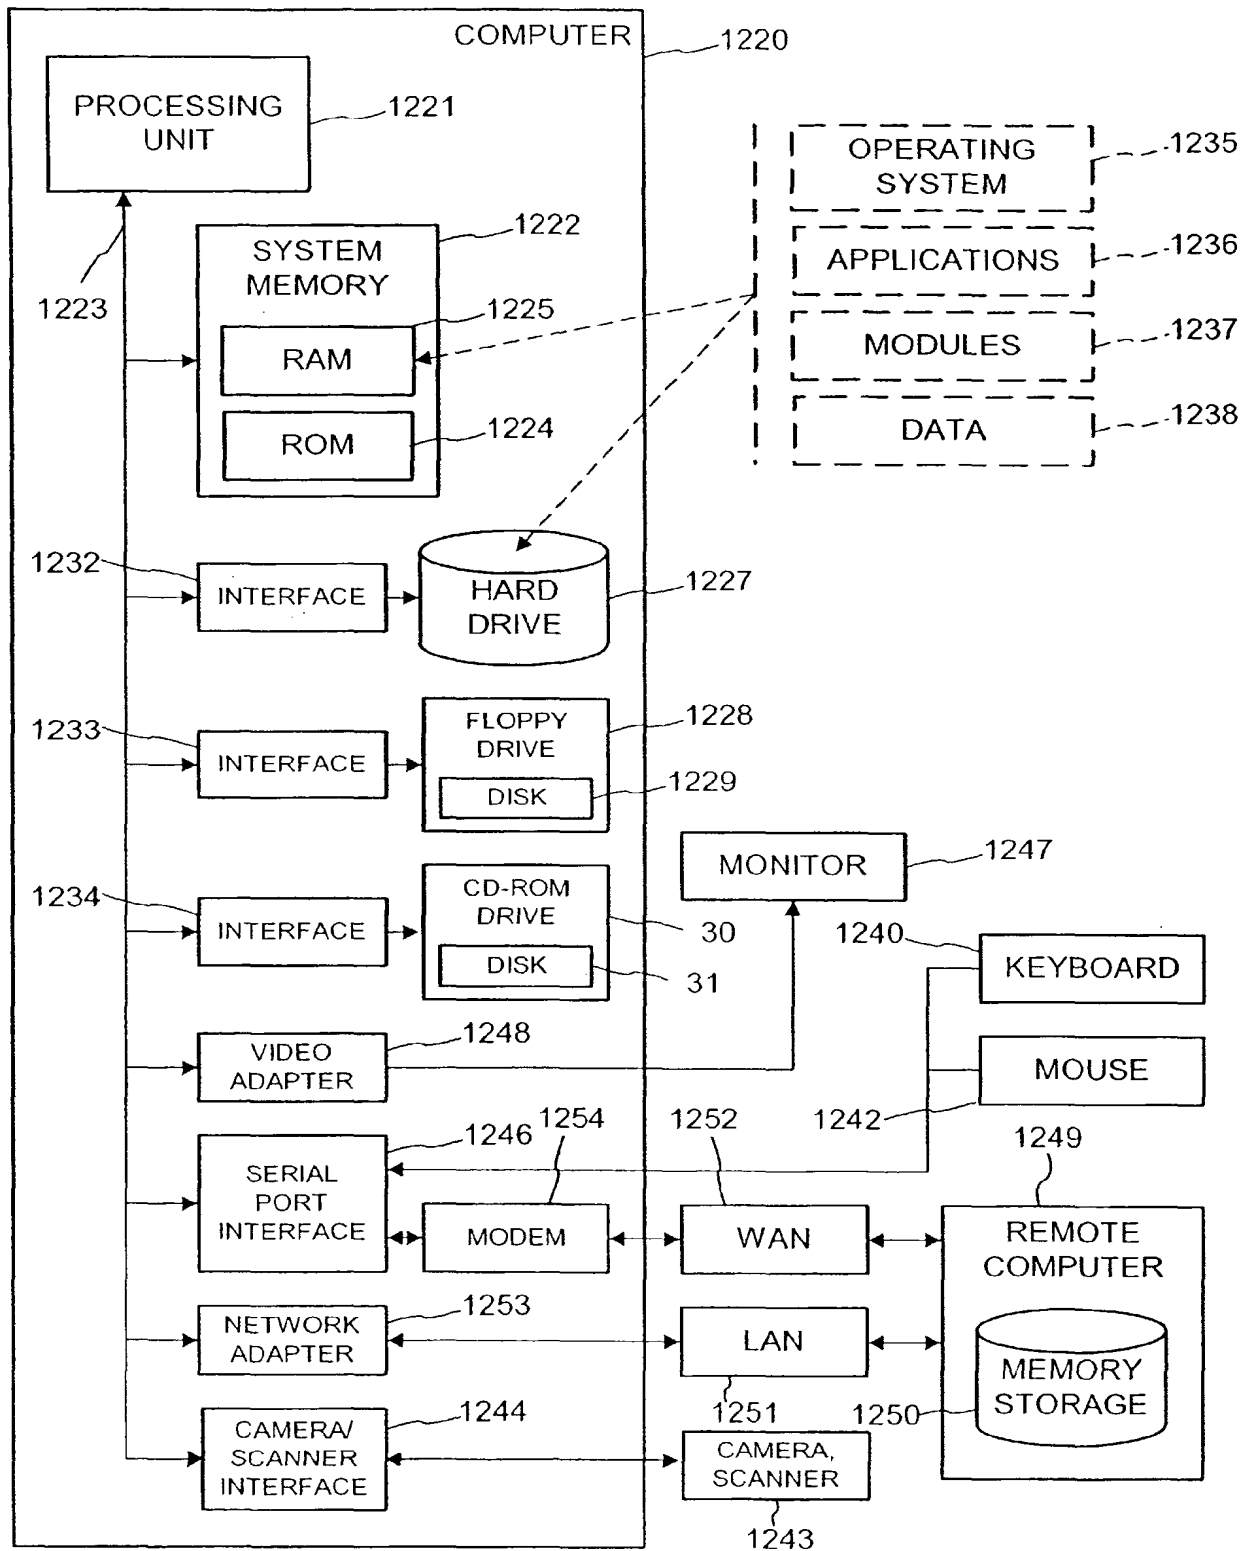 COMPUTER
1220
PROCESSING
UNIT
1221
1223
SYSTEM
MEMORY
1222
1225
RAM
ROM
1224
OPERATING
SYSTEM
1235
APPLICATIONS
1236
MODULES
1237
DATA
1238
1232
INTERFACE
HARD
DRIVE
1227
1233
INTERFACE
FLOPPY
DRIVE
1228
DISK
1229
1234
INTERFACE
CD-ROM
DRIVE
30
DISK
31
MONITOR
1247
1240
KEYBOARD
MOUSE
1242
VIDEO
ADAPTER
1248
1246
SERIAL
PORT
INTERFACE
1254
MODEM
1252
WAN
1249
REMOTE
COMPUTER
MEMORY
STORAGE
1250
NETWORK
ADAPTER
1253
LAN
1251
CAMERA/
SCANNER
INTERFACE
1244
CAMERA,
SCANNER
1243